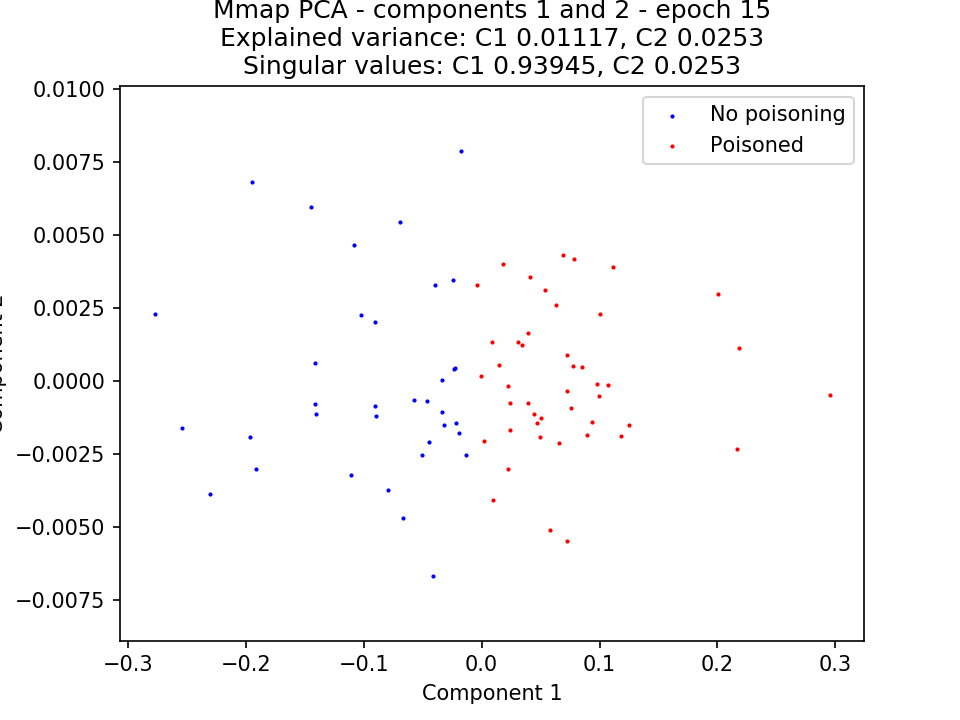 Mmap PCA - components 1 and 2 - epoch 15
Explained variance: C1 0.01117, C2 0.0253
Singular values: C1 0.93945, C2 0.0253
No poisoning
Poisoned
0.0100
0.0075
0.0050
0.0025
0.0000
−0.0025
−0.0050
−0.0075
−0.3
−0.2
−0.1
0.0
0.1
0.2
0.3
Component 1